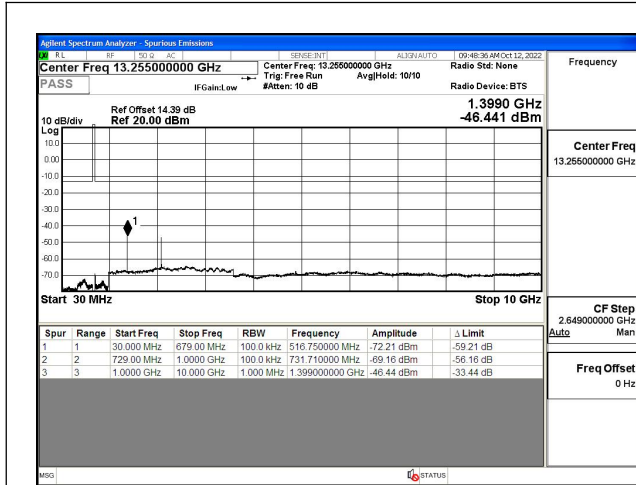 Agilent Spectrum Analyzer - Spurious Emissions
RL RF 50 Ω AC SENSE:INT ALIGN AUTO 09:48:36 AM Oct 12, 2022
Center Freq 13.255000000 GHz Center Freq: 13.255000000 GHz Radio Std: None
Trig: Free Run Avg|Hold: 10/10
PASS IFGain:Low #Atten: 10 dB Radio Device: BTS
Ref Offset 14.39 dB 1.3990 GHz
10 dB/div Ref 20.00 dBm -46.441 dBm
Log
10.0
0.00
-10.0
-20.0
-30.0
-40.0
-50.0
-60.0
-70.0
1
Start 30 MHz Stop 10 GHz
Spur Range Start Freq Stop Freq RBW Frequency Amplitude Δ Limit
1 1 30.000 MHz 679.00 MHz 100.0 kHz 516.750000 MHz -72.21 dBm -59.21 dB
2 2 729.00 MHz 1.0000 GHz 100.0 kHz 731.710000 MHz -69.16 dBm -56.16 dB
3 3 1.0000 GHz 10.000 GHz 1.000 MHz 1.399000000 GHz -46.44 dBm -33.44 dB
MSG STATUS
Frequency
Center Freq
13.255000000 GHz
CF Step
2.649000000 GHz
Auto Man
Freq Offset
0 Hz